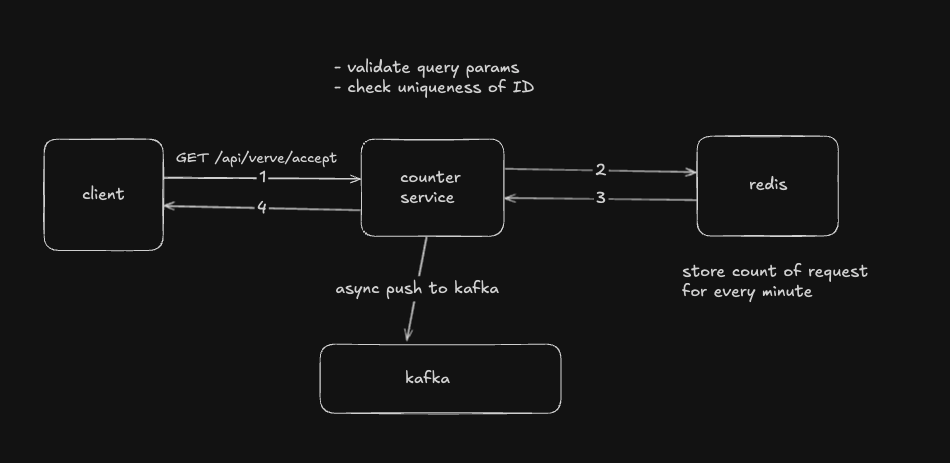 - validate query params
- check uniqueness of ID
GET /api/verve/accept
client
1
4
counter
service
2
3
redis
store count of request
for every minute
async push to kafka
kafka